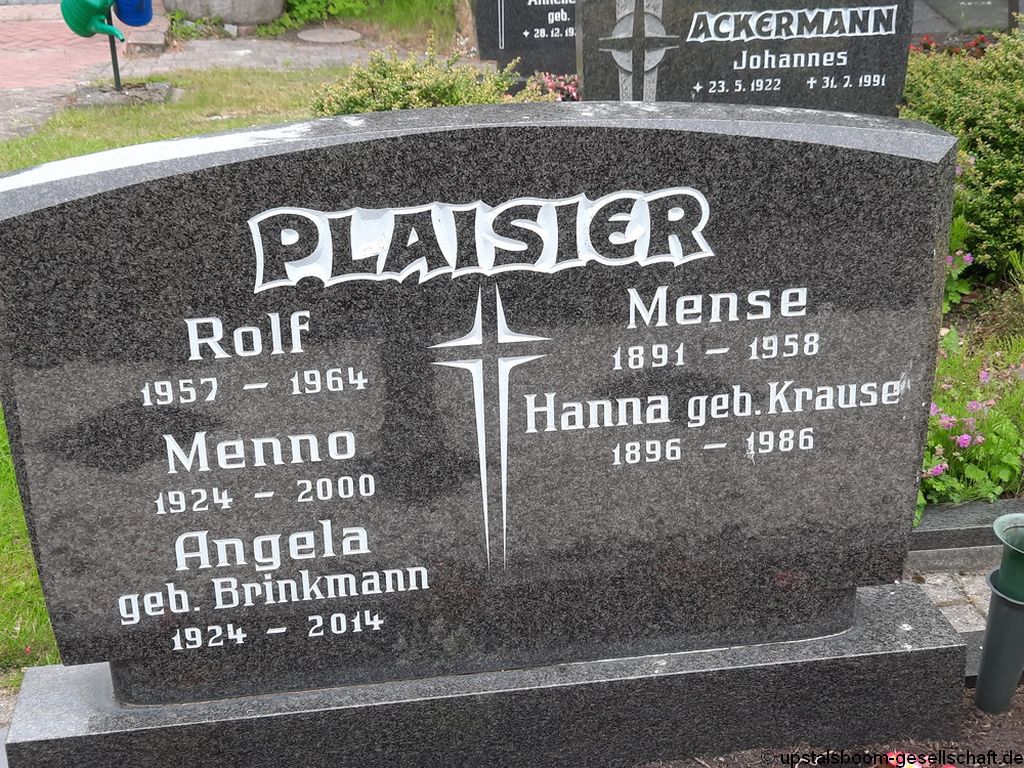 geb.
ACKERMANN
Johannes
23.5.1922 31.7.1991
PLAISIER
Rolf
1957 – 1964
Menno
1924 – 2000
Angela
geb. Brinkmann
1924 – 2014
Mense
1891 – 1958
Hanna geb. Krause
1896 – 1986
© upstalsboom-gesellschaft.de